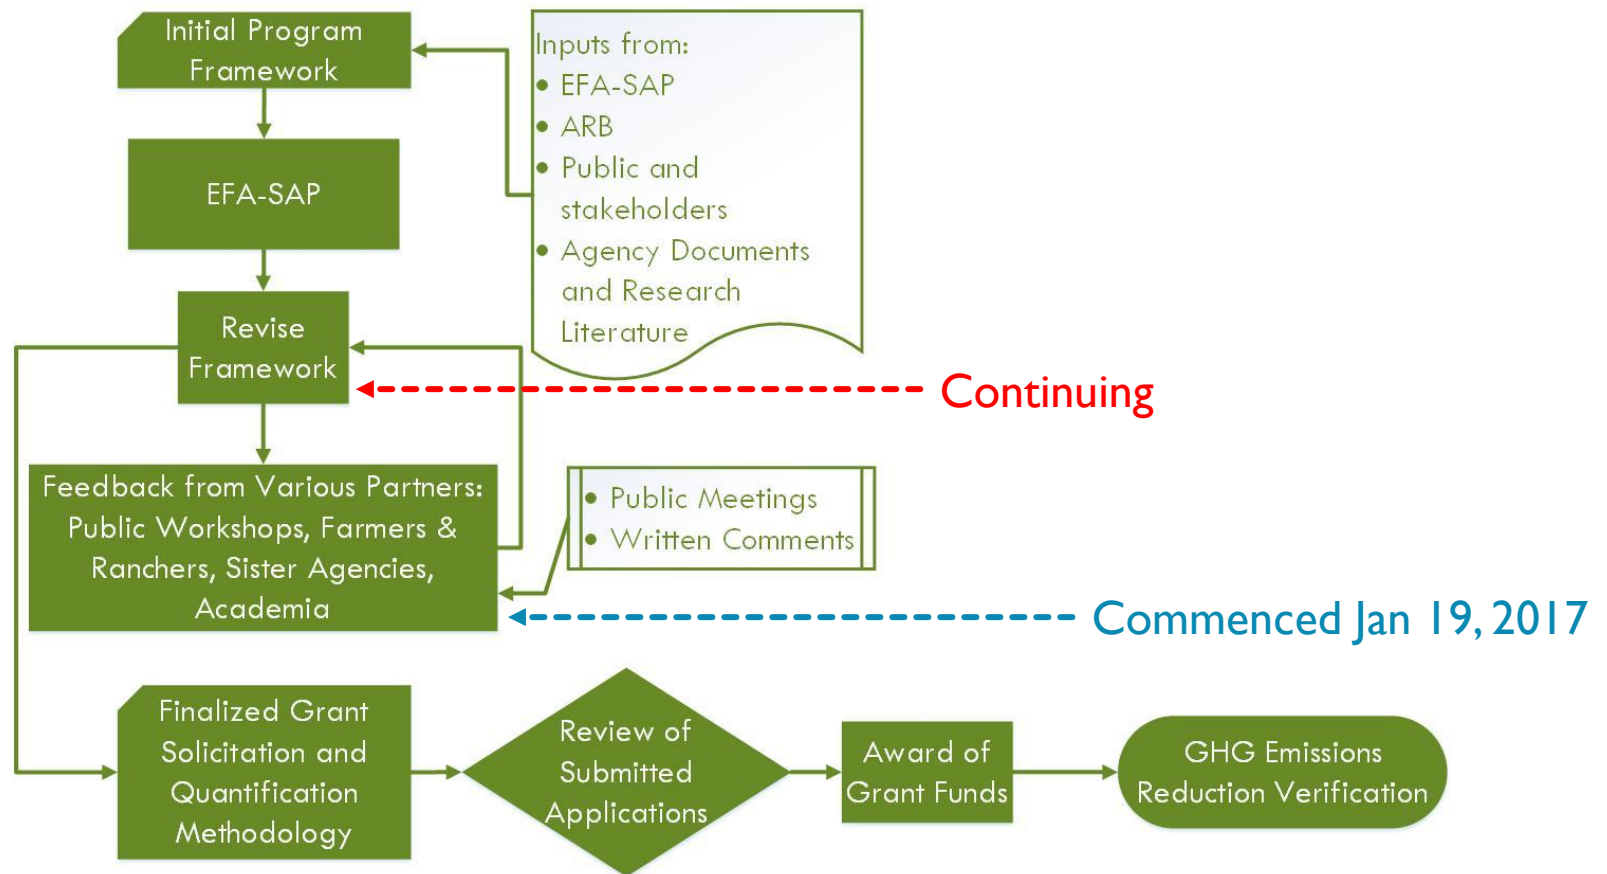 Initial Program
Framework
Inputs from:
• EFA-SAP
• ARB
• Public and
stakeholders
• Agency Documents
and Research
Literature
EFA-SAP
Revise
Framework
Continuing
Feedback from Various Partners:
Public Workshops, Farmers &
Ranchers, Sister Agencies,
Academia
• Public Meetings
• Written Comments
Commenced Jan 19, 2017
Finalized Grant
Solicitation and
Quantification
Methodology
Review of
Submitted
Applications
Award of
Grant Funds
GHG Emissions
Reduction Verification